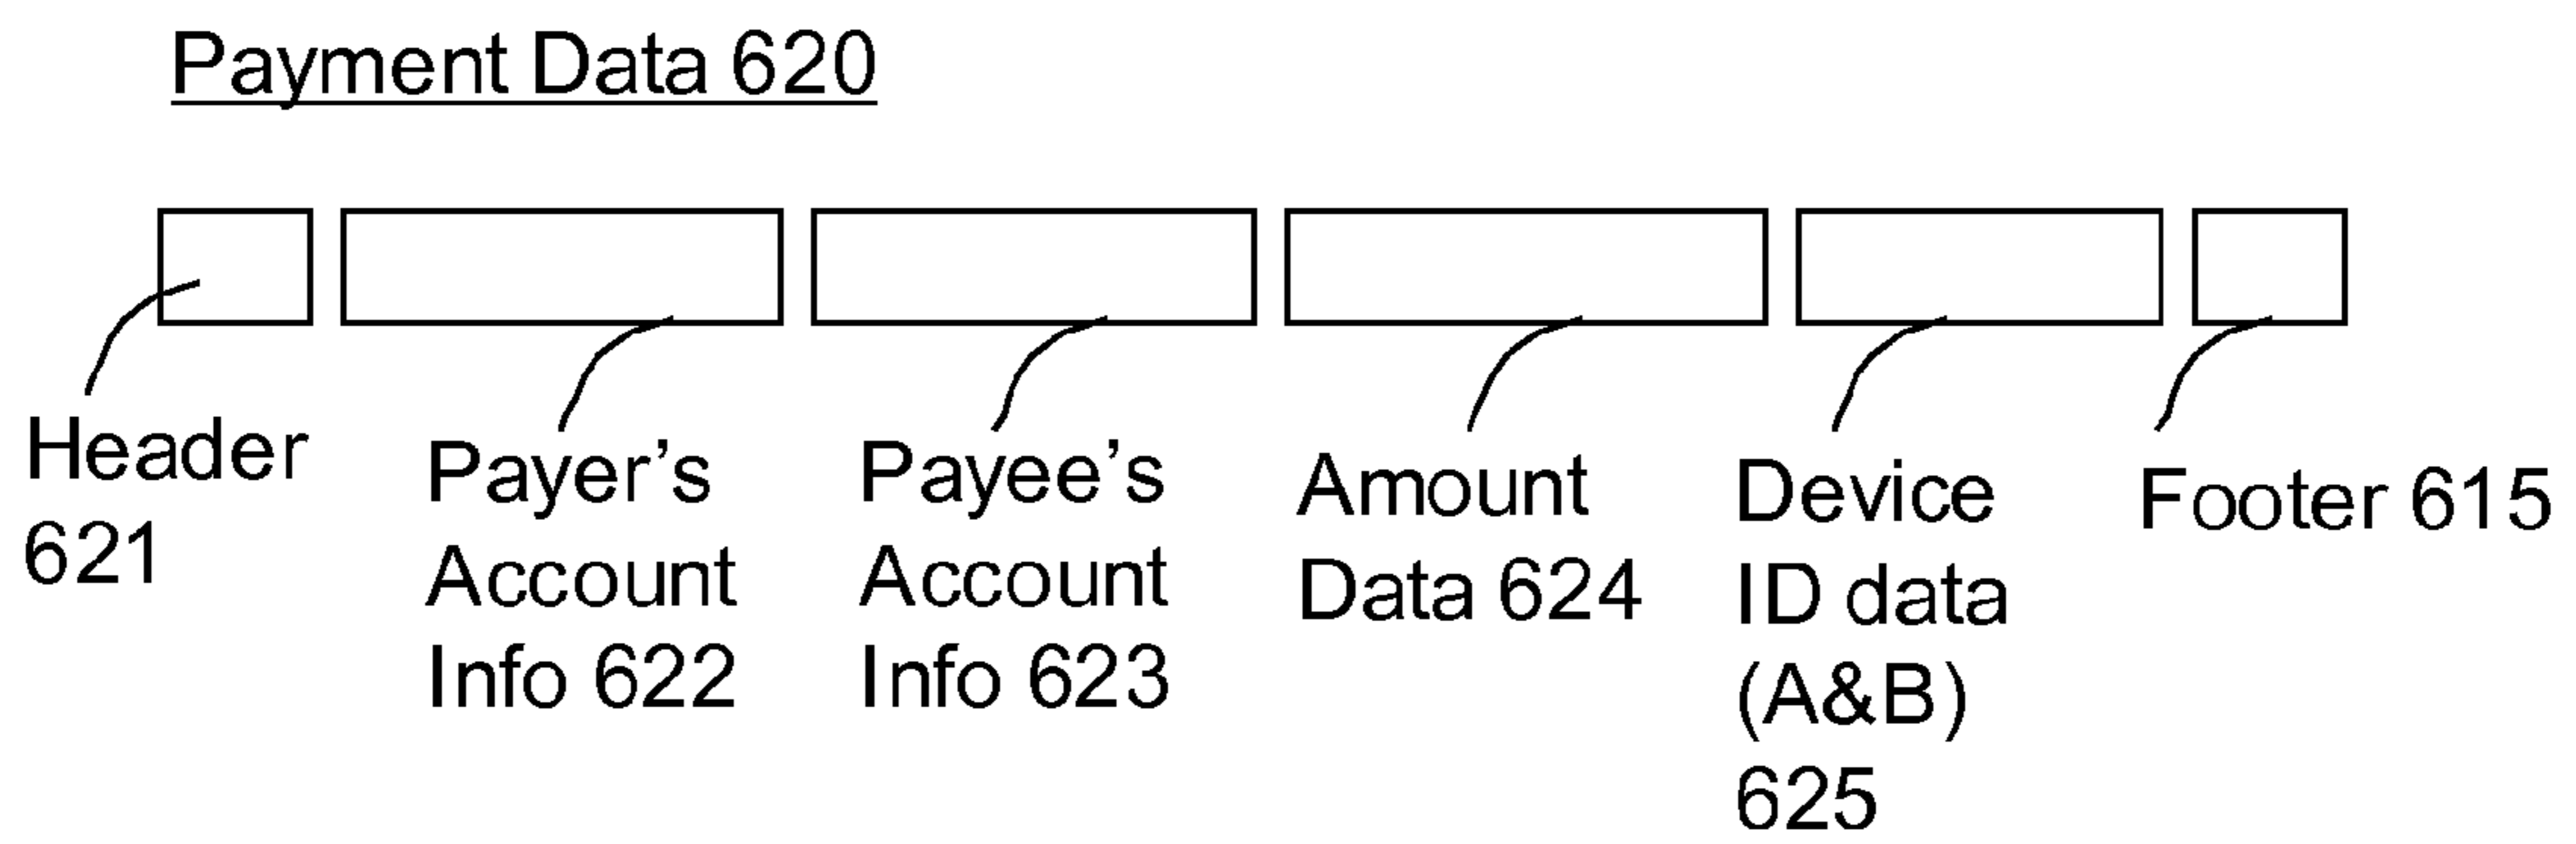 Payment Data 620
Header
621
Payer's
Account
Info 622
Payee's
Account
Info 623
Amount
Data 624
Device
ID data
(A&B)
625
Footer 615